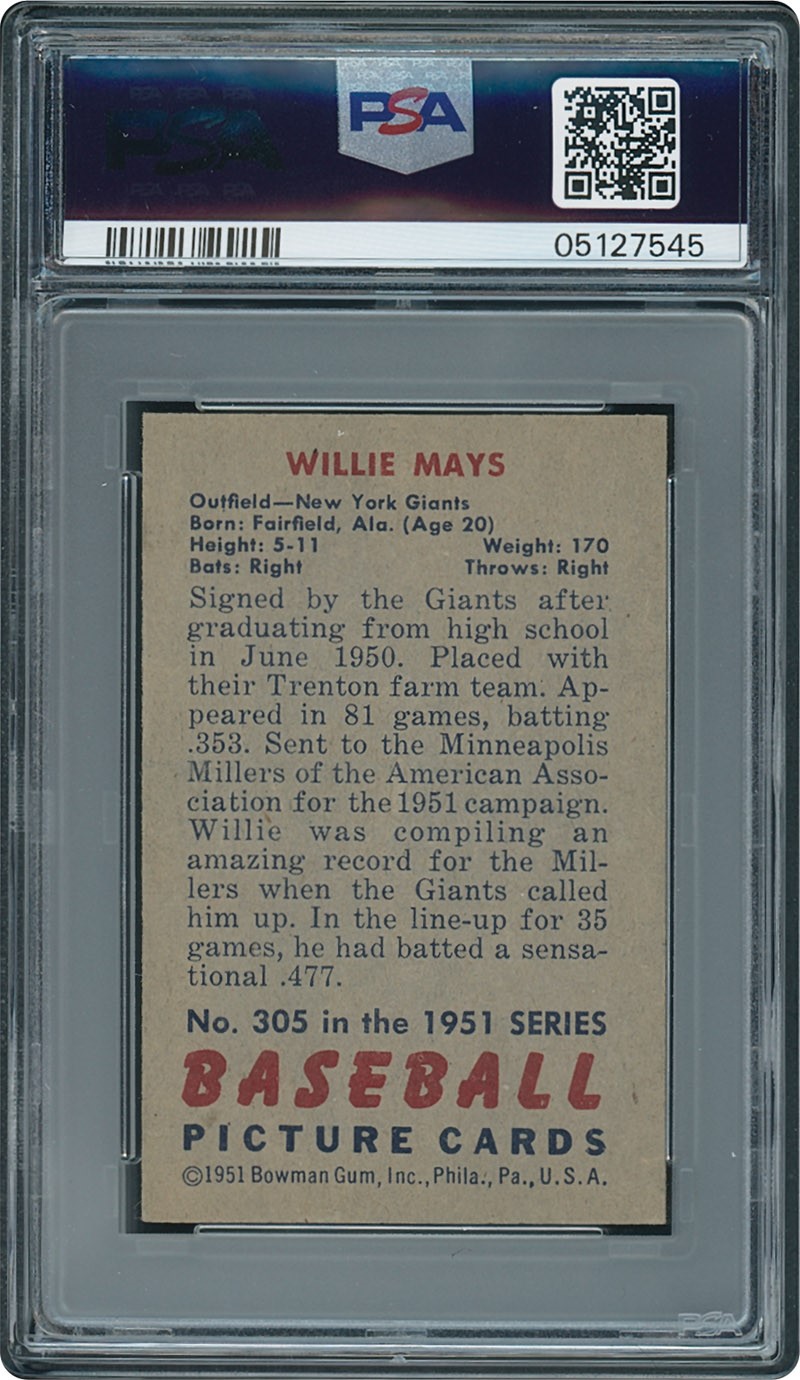 PSA
05127545
WILLIE MAYS
Outfield—New York Giants
Born: Fairfield, Ala. (Age 20)
Height: 5-11 Weight: 170
Bats: Right Throws: Right
Signed by the Giants after
graduating from high school
in June 1950. Placed with
their Trenton farm team. Ap-
peared in 81 games, batting
.353. Sent to the Minneapolis
Millers of the American Asso-
ciation for the 1951 campaign.
Willie was compiling an
amazing record for the Mil-
lers when the Giants called
him up. In the line-up for 35
games, he had batted a sensa-
tional .477.
No. 305 in the 1951 SERIES
BASEBALL
PICTURE CARDS
©1951 Bowman Gum, Inc., Phila., Pa., U.S.A.
PSA